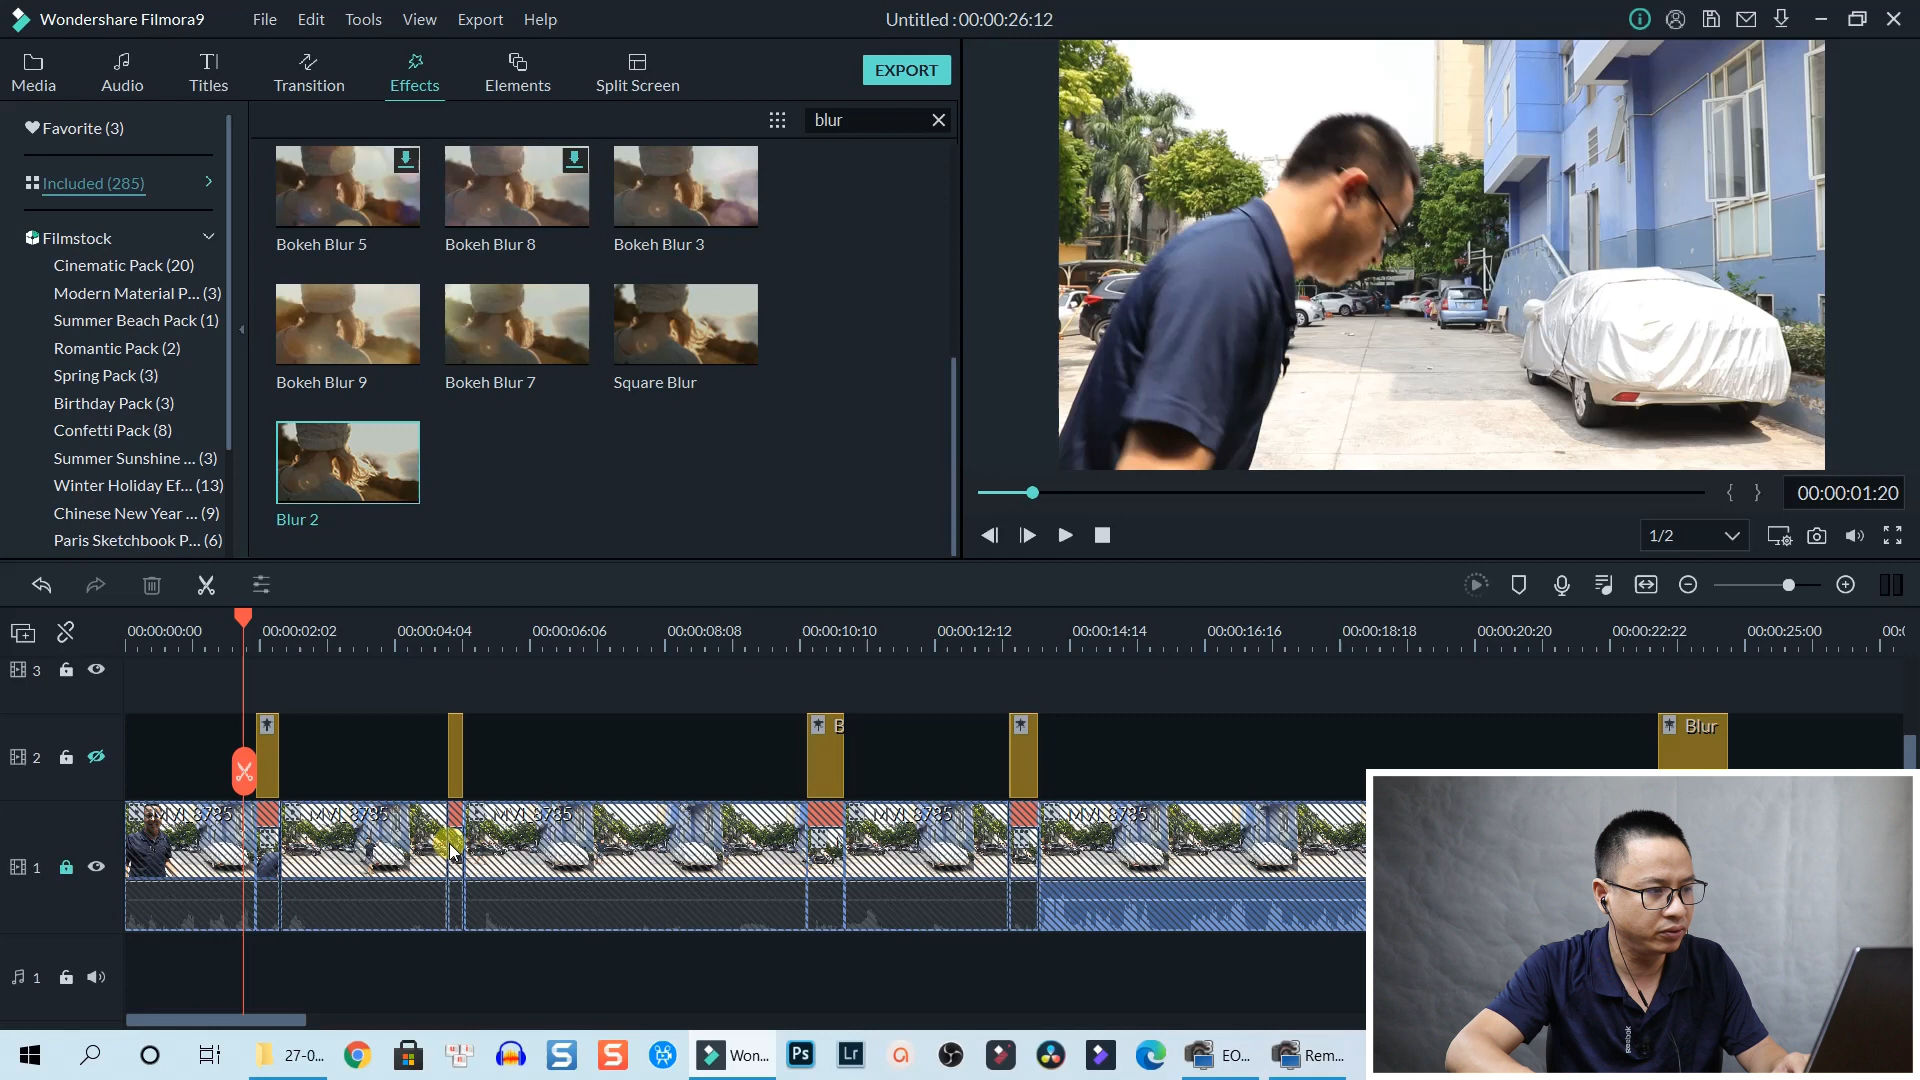 Wondershare Filmora9
File Edit Tools View Export Help
Untitled : 00:00:26:12
Media Audio Titles Transition Effects Elements Split Screen
EXPORT
Favorite (3)
Included (285)
Filmstock
Cinematic Pack (20)
Modern Material P... (3)
Summer Beach Pack (1)
Romantic Pack (2)
Spring Pack (3)
Birthday Pack (3)
Confetti Pack (8)
Summer Sunshine ... (3)
Winter Holiday Ef... (13)
Chinese New Year ... (9)
Paris Sketchbook P... (6)
blur
Bokeh Blur 5 Bokeh Blur 8 Bokeh Blur 3
Bokeh Blur 9 Bokeh Blur 7 Square Blur
Blur 2
00:00:01:20
1/2
00:00:00:00 00:00:02:02 00:00:04:04 00:00:06:06 00:00:08:08 00:00:10:10 00:00:12:12 00:00:14:14 00:00:16:16 00:00:18:18 00:00:20:20 00:00:22:22 00:00:25:00 00:0
3
2
B
Blur
1
MVI_8785 MVI_8785 MVI_8785 MVI_8785 MVI_8785
1
27-0... Won... Ps Lr EO... Rem...